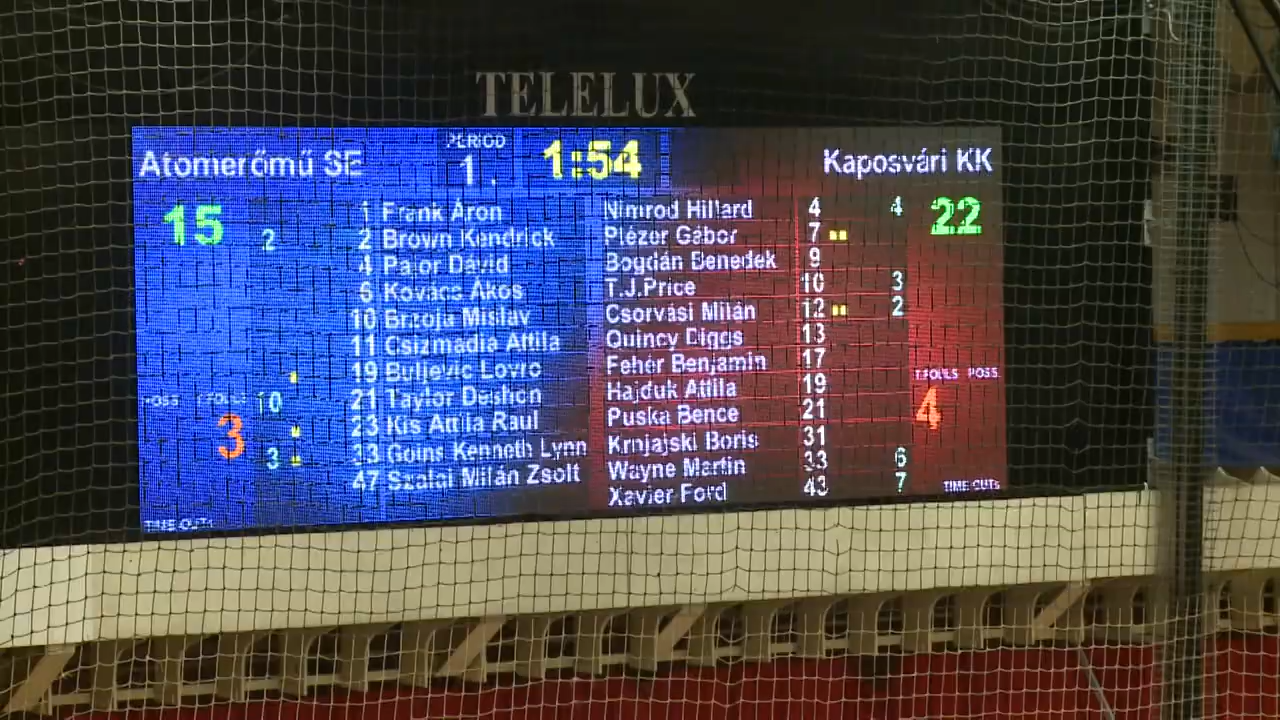 TELELUX
Atomerőmű SE
PERIOD
1.
1:54
Kaposvári KK
15
22
2
1 Frank Áron
2 Brown Kendrick
4 Pajor Dávid
6 Kovács Ákos
10 Brzoja Mislav
11 Csizmadia Attila
19 Buljevic Lovro
10 21 Taylor Deshon
23 Kis Attila Raul
3 33 Goins Kenneth Lynn
47 Szalai Milán Zsolt
POSS. T.FOULS
3
TIME OUTs
Nimrod Hillard 4 4
Plézer Gábor 7
Bogdán Benedek 9
T.J.Price 10 3
Csorvási Milán 12 2
Quincy Diggs 13
Fehér Benjamin 17
Hajduk Attila 19
Puska Bence 21
Krnjajski Boris 31
Wayne Martin 33 6
Xavier Ford 43 7
T.FOULS POSS.
4
TIME OUTs